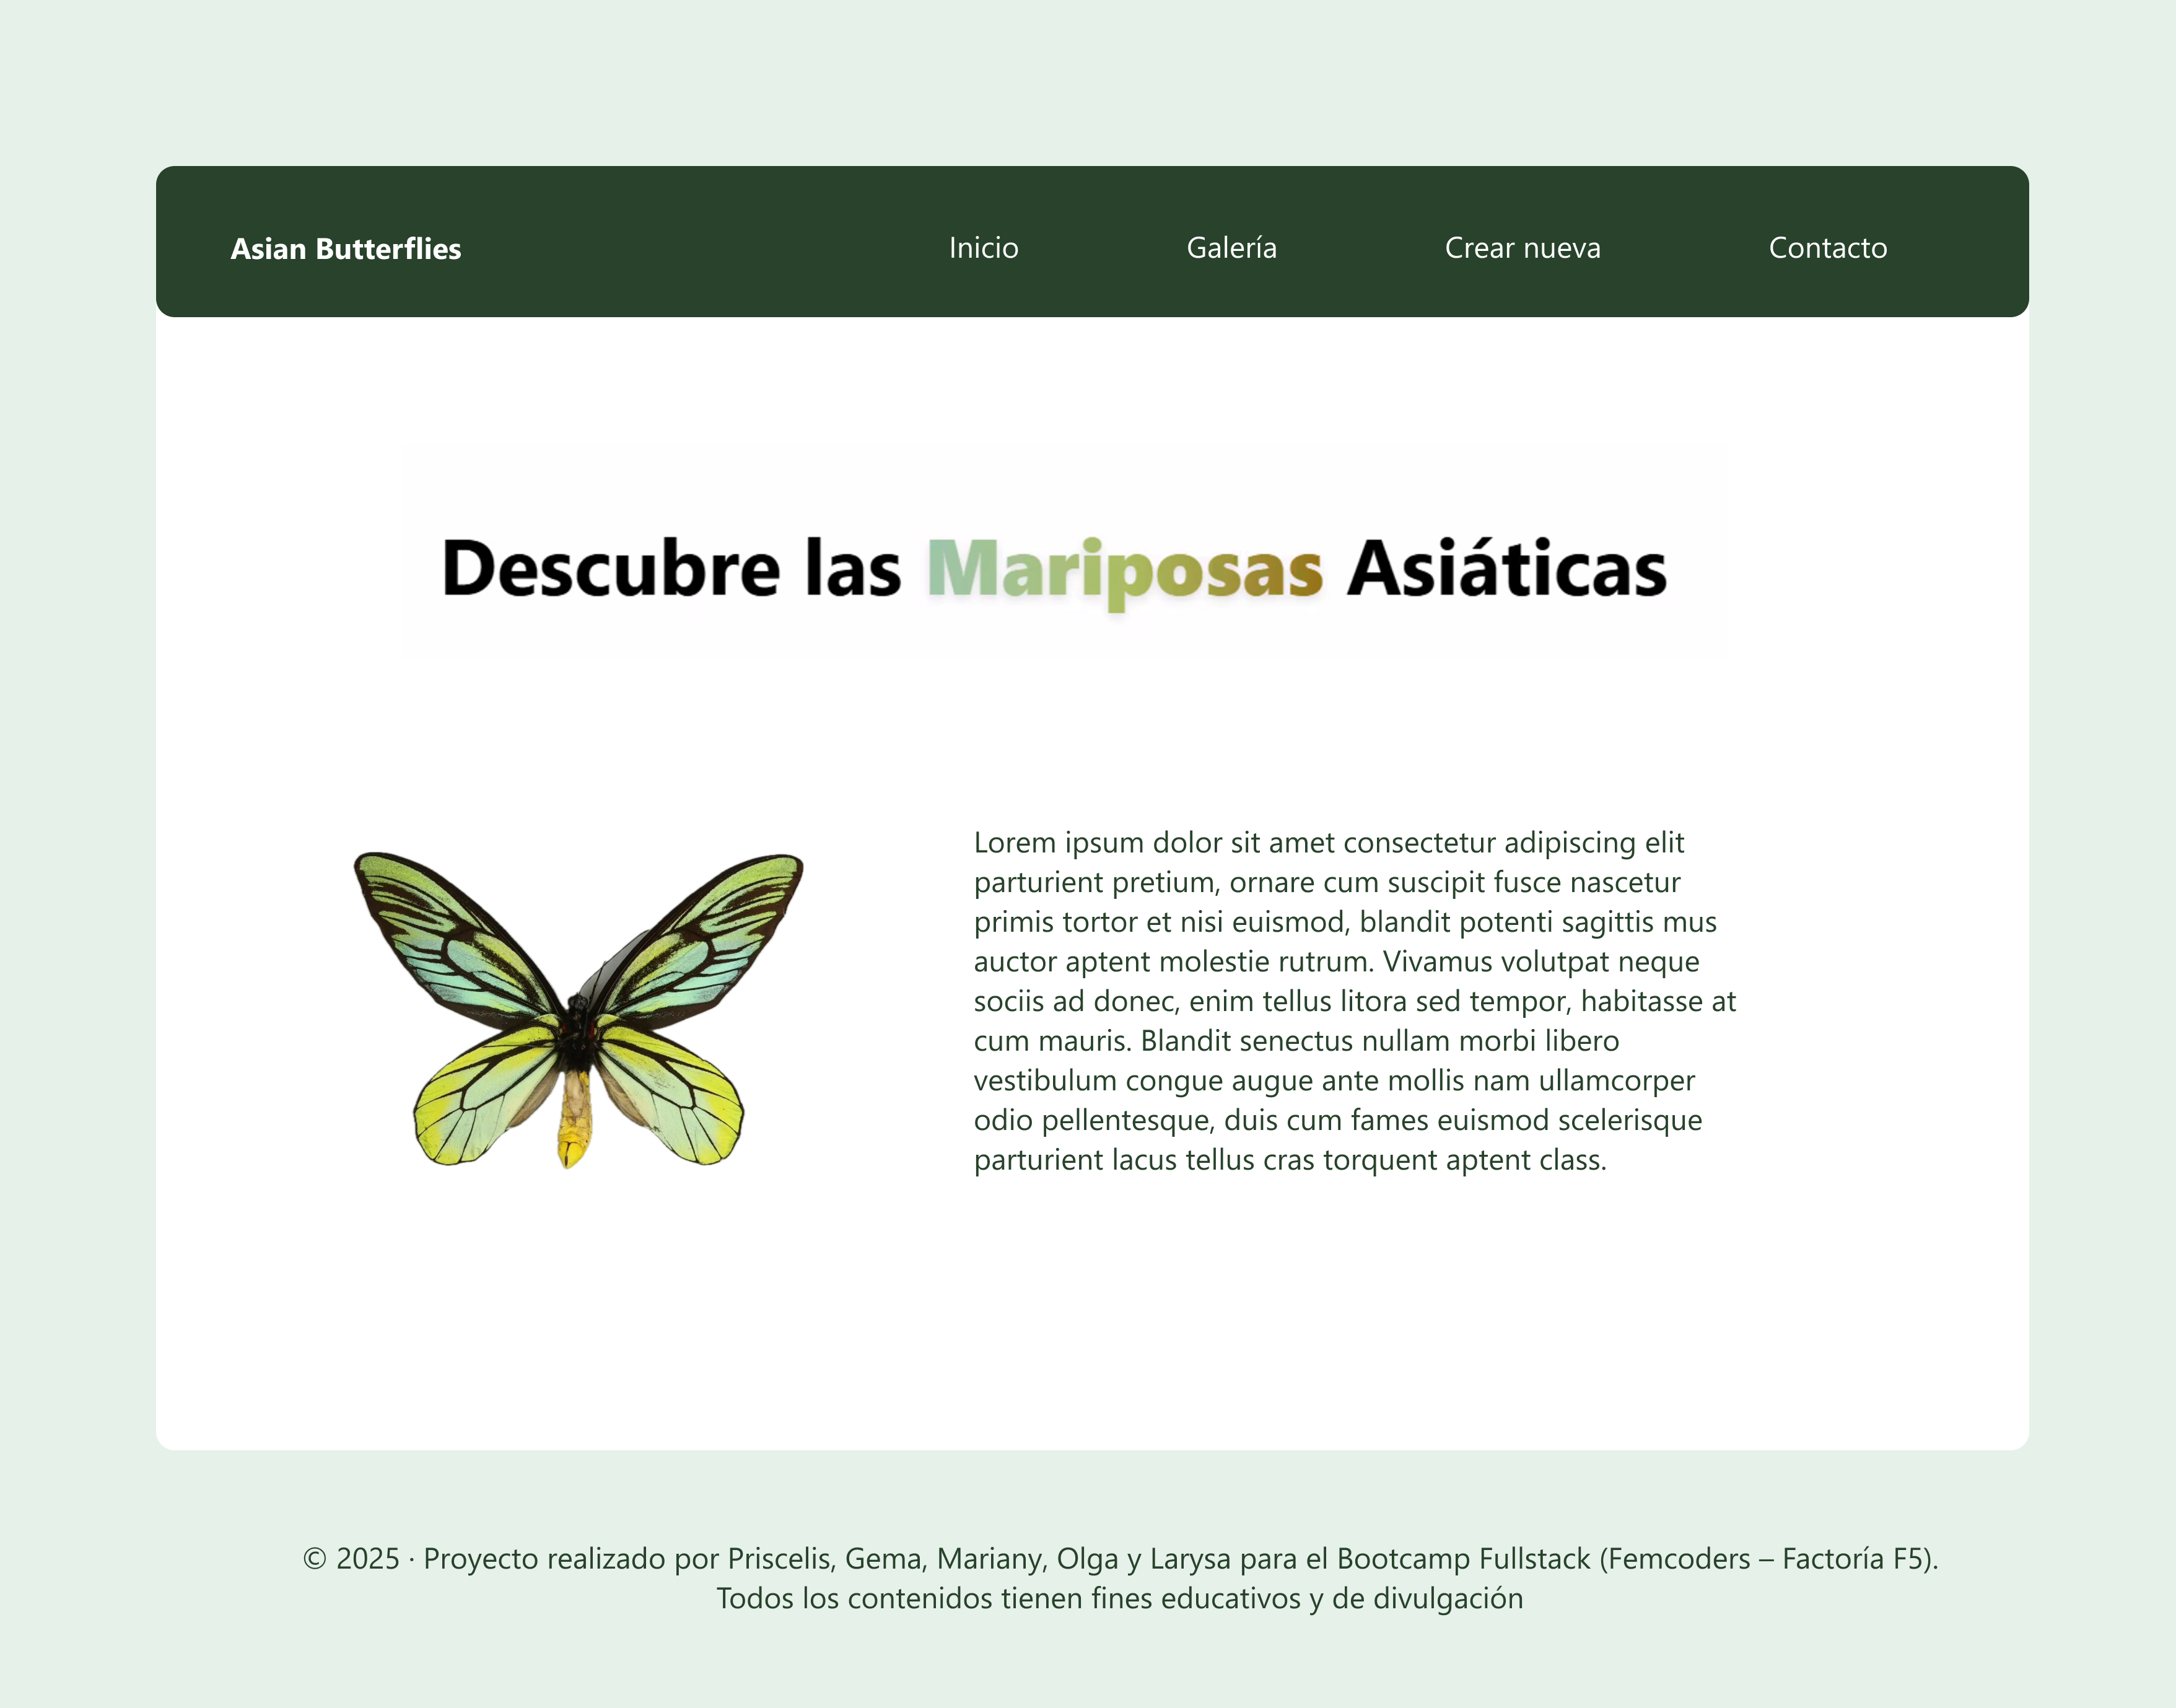 Asian Butterflies
Inicio
Galería
Crear nueva
Contacto
Descubre las Mariposas Asiáticas
Lorem ipsum dolor sit amet consectetur adipiscing elit
parturient pretium, ornare cum suscipit fusce nascetur
primis tortor et nisi euismod, blandit potenti sagittis mus
auctor aptent molestie rutrum. Vivamus volutpat neque
sociis ad donec, enim tellus litora sed tempor, habitasse at
cum mauris. Blandit senectus nullam morbi libero
vestibulum congue augue ante mollis nam ullamcorper
odio pellentesque, duis cum fames euismod scelerisque
parturient lacus tellus cras torquent aptent class.
© 2025 · Proyecto realizado por Priscelis, Gema, Mariany, Olga y Larysa para el Bootcamp Fullstack (Femcoders – Factoría F5).
Todos los contenidos tienen fines educativos y de divulgación